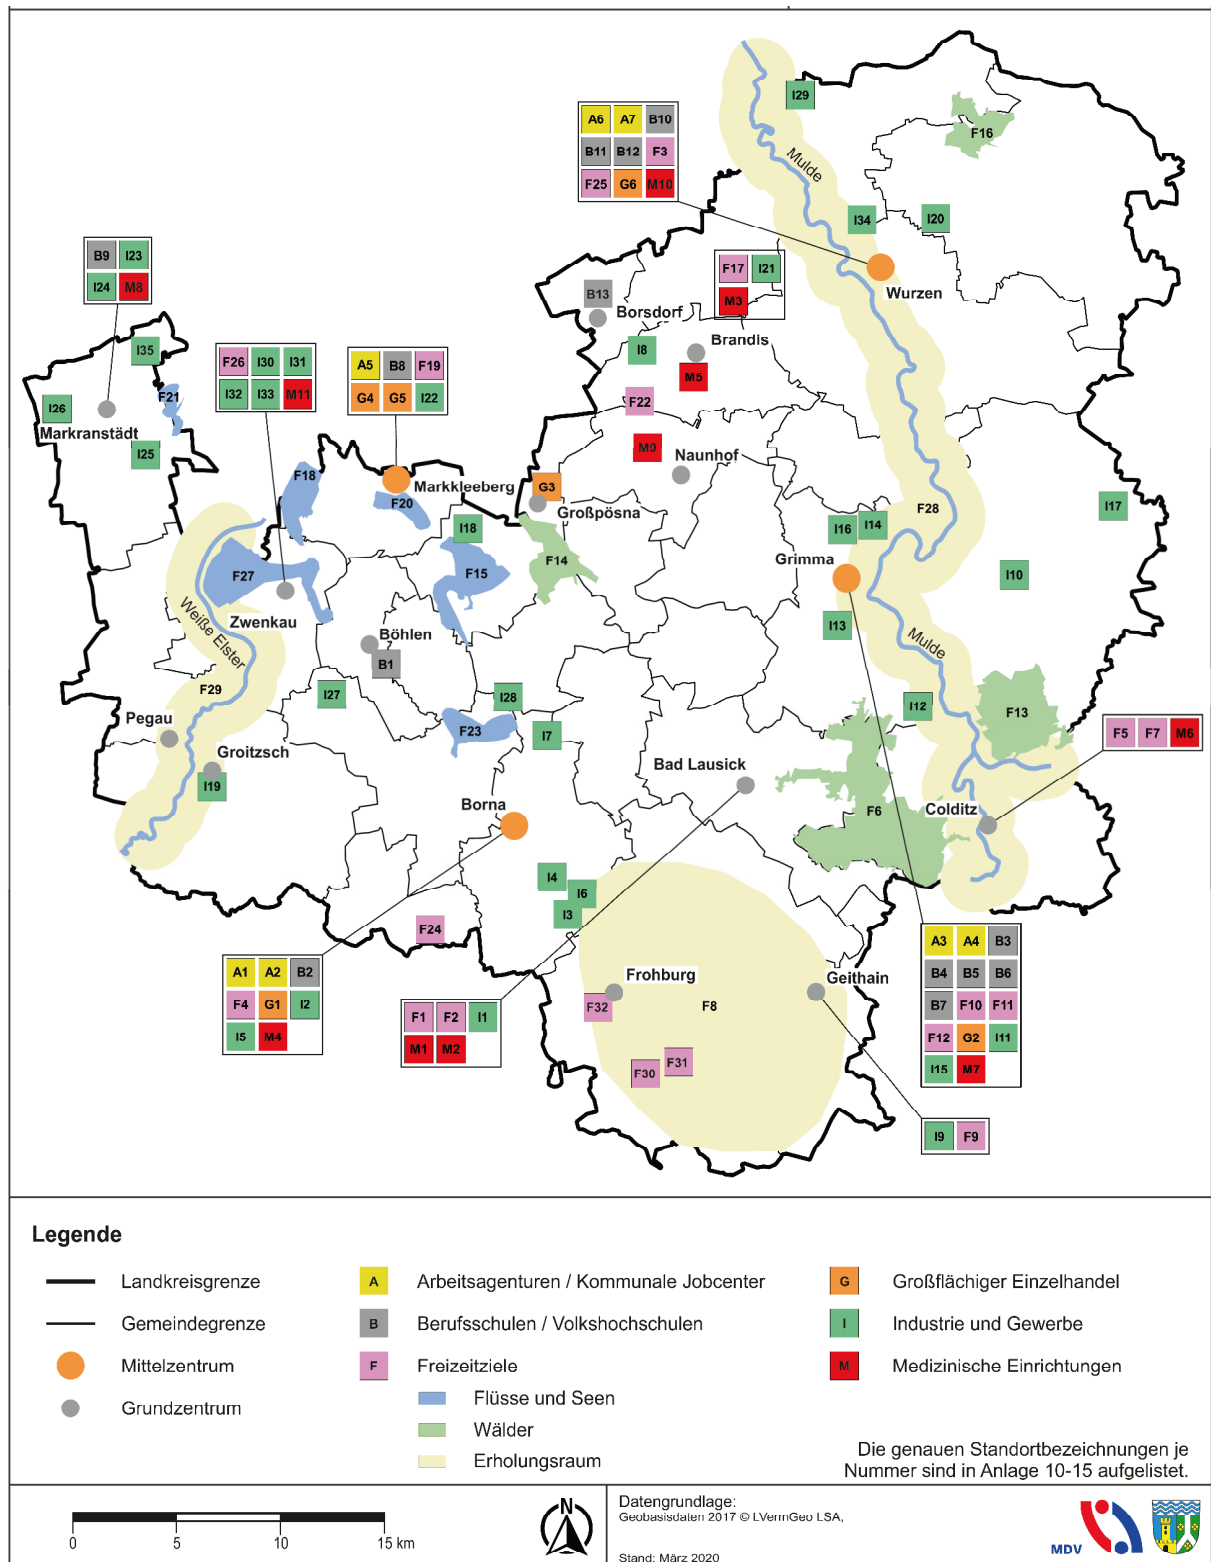 I29
F16
A6 A7 B10
B11 B12 F3
F25 G6 M10
Mulde
I34
I20
Wurzen
B9 I23
I24 M8
F17 I21
M3
B13
Borsdorf
Brandis
I8
M5
I35
F26 I30 I31
I32 I33 M11
A5 B8 F19
G4 G5 I22
F21
I26
Markranstädt
I25
F22
M9
Naunhof
F18
Markkleeberg
F20
G3
Großpösna
I18
F28
I17
I16 I14
Grimma
F14
F15
F27
I10
Zwenkau
Weiße Elster
I13
Mulde
Böhlen
B1
F29
I27
I28
I12
F13
Pegau
F23
I7
F5 F7 M6
Groitzsch
I19
Bad Lausick
Borna
F6
Colditz
I4
I6
I3
F24
A3 A4 B3
B4 B5 B6
B7 F10 F11
F12 G2 I11
I15 M7
A1 A2 B2
F4 G1 I2
I5 M4
Frohburg
Geithain
F32
F8
F1 F2 I1
M1 M2
F30
F31
I9 F9
Legende
Landkreisgrenze
Gemeindegrenze
Mittelzentrum
Grundzentrum
A Arbeitsagenturen / Kommunale Jobcenter
B Berufsschulen / Volkshochschulen
F Freizeitziele
Flüsse und Seen
Wälder
Erholungsraum
G Großflächiger Einzelhandel
I Industrie und Gewerbe
M Medizinische Einrichtungen
Die genauen Standortbezeichnungen je
Nummer sind in Anlage 10-15 aufgelistet.
0 5 10 15 km
N
Datengrundlage:
Geobasisdaten 2017 © LVermGeo LSA,
Stand: März 2020
MDV